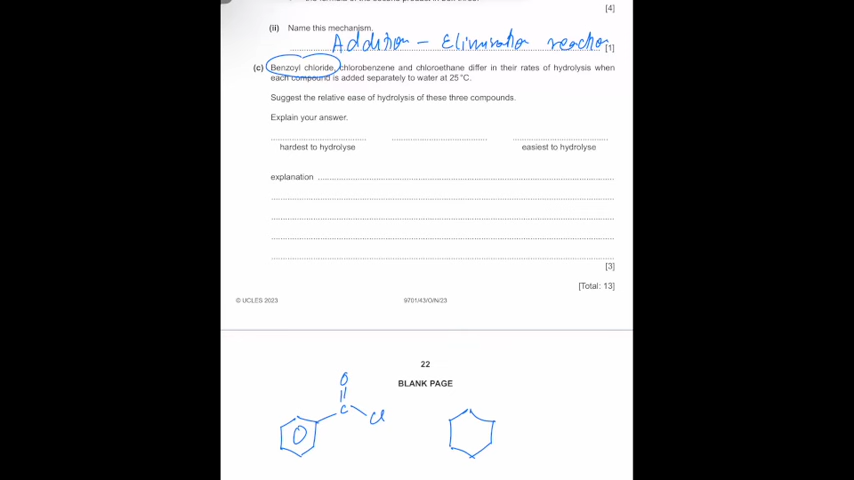 [4]
(ii) Name this mechanism.
Addition - Elimination reaction [1]
(c) Benzoyl chloride, chlorobenzene and chloroethane differ in their rates of hydrolysis when
each compound is added separately to water at 25 °C.
Suggest the relative ease of hydrolysis of these three compounds.
Explain your answer.
hardest to hydrolyse easiest to hydrolyse
explanation
[3]
[Total: 13]
© UCLES 2023 9701/43/O/N/23
22
BLANK PAGE
O
C
Cl